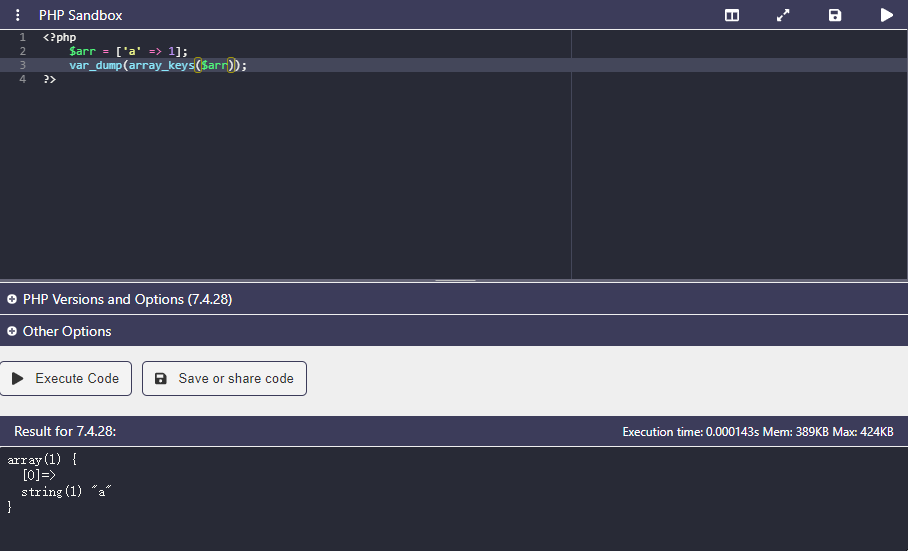 PHP Sandbox
1 <?php
2 $arr = ['a' => 1];
3 var_dump(array_keys($arr));
4 ?>
PHP Versions and Options (7.4.28)
Other Options
Execute Code Save or share code
Result for 7.4.28: Execution time: 0.000143s Mem: 389KB Max: 424KB
array(1) {
[0]=>
string(1) "a"
}